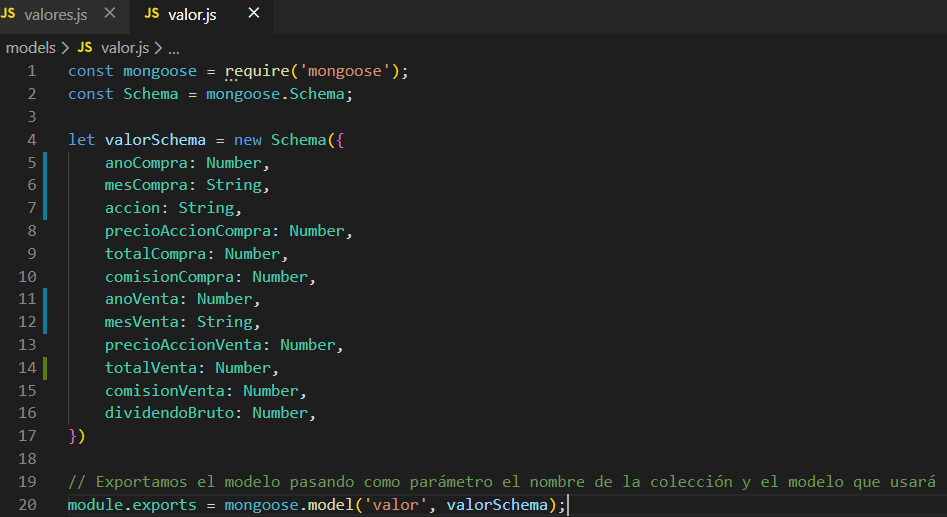 JS valores.js × JS valor.js ×
models > JS valor.js > ...
1 const mongoose = require('mongoose');
2 const Schema = mongoose.Schema;
3
4 let valorSchema = new Schema({
5 anoCompra: Number,
6 mesCompra: String,
7 accion: String,
8 precioAccionCompra: Number,
9 totalCompra: Number,
10 comisionCompra: Number,
11 anoVenta: Number,
12 mesVenta: String,
13 precioAccionVenta: Number,
14 totalVenta: Number,
15 comisionVenta: Number,
16 dividendoBruto: Number,
17 })
18
19 // Exportamos el modelo pasando como parámetro el nombre de la colección y el modelo que usará
20 module.exports = mongoose.model('valor', valorSchema);